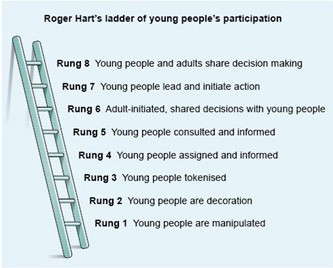 Roger Hart's ladder of young people's participation
Rung 8 Young people and adults share decision making
Rung 7 Young people lead and initiate action
Rung 6 Adult-initiated, shared decisions with young people
Rung 5 Young people consulted and informed
Rung 4 Young people assigned and informed
Rung 3 Young people tokenised
Rung 2 Young people are decoration
Rung 1 Young people are manipulated